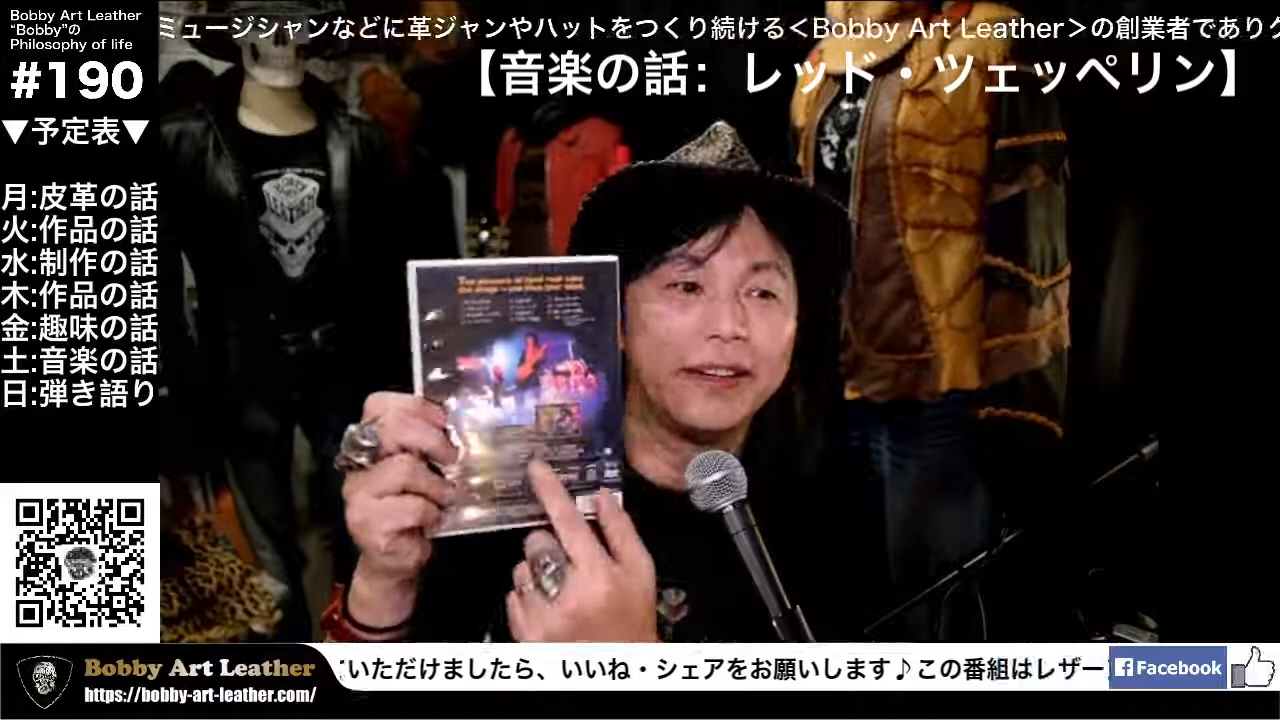 Bobby Art Leather
“Bobby”の
Philosophy of life
#190
▼予定表▼
月:皮革の話
火:作品の話
水:制作の話
木:作品の話
金:趣味の話
土:音楽の話
日:弾き語り
ミュージシャンなどに革ジャンやハットをつくり続ける＜Bobby Art Leather＞の創業者であり
【音楽の話：レッド・ツェッペリン】
LEATHER
Bobby Art Leather
https://bobby-art-leather.com/
いただけましたら、いいね・シェアをお願いします♪この番組はレザー
Facebook